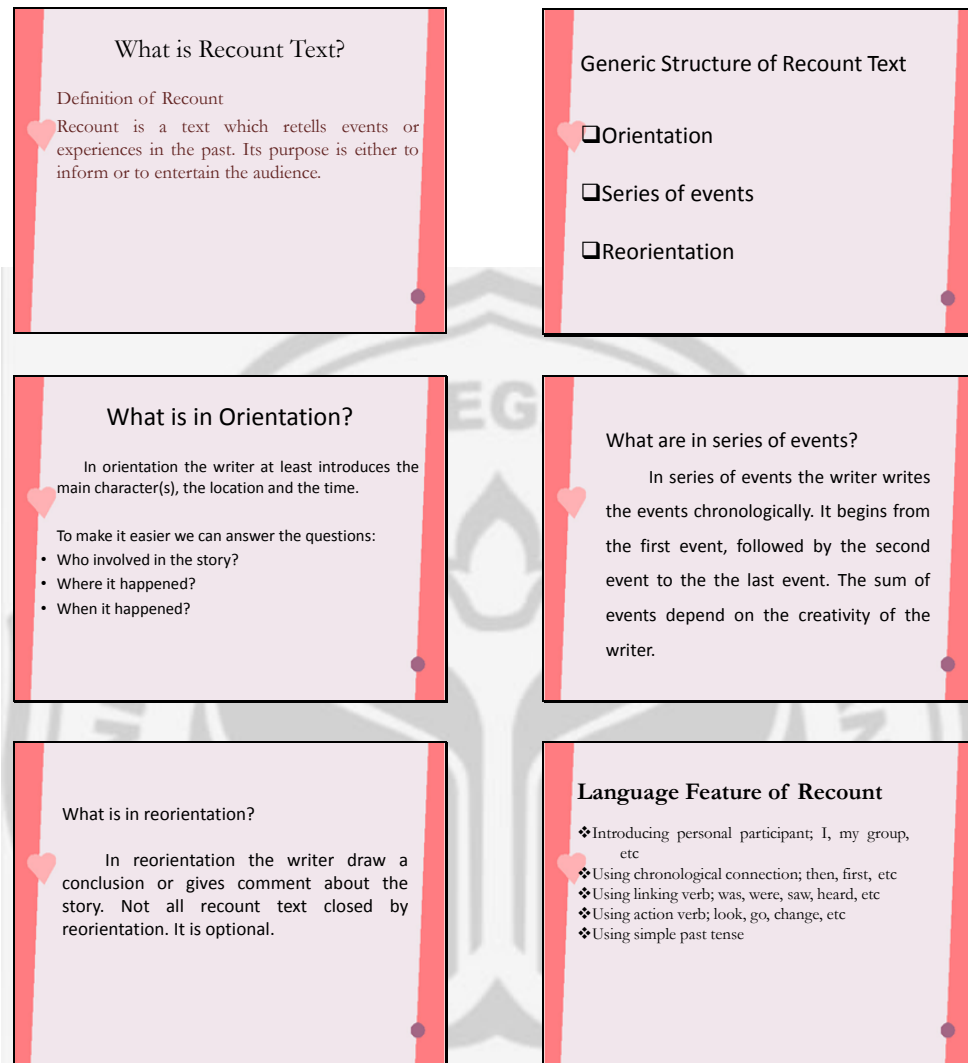 What is Recount Text?
Definition of Recount
Recount is a text which retells events or
experiences in the past. Its purpose is either to
inform or to entertain the audience.
Generic Structure of Recount Text
❑Orientation
❑Series of events
❑Reorientation
What is in Orientation?
In orientation the writer at least introduces the
main character(s), the location and the time.
To make it easier we can answer the questions:
• Who involved in the story?
• Where it happened?
• When it happened?
What are in series of events?
In series of events the writer writes
the events chronologically. It begins from
the first event, followed by the second
event to the the last event. The sum of
events depend on the creativity of the
writer.
What is in reorientation?
In reorientation the writer draw a
conclusion or gives comment about the
story. Not all recount text closed by
reorientation. It is optional.
Language Feature of Recount
❖Introducing personal participant; I, my group,
etc
❖Using chronological connection; then, first, etc
❖Using linking verb; was, were, saw, heard, etc
❖Using action verb; look, go, change, etc
❖Using simple past tense